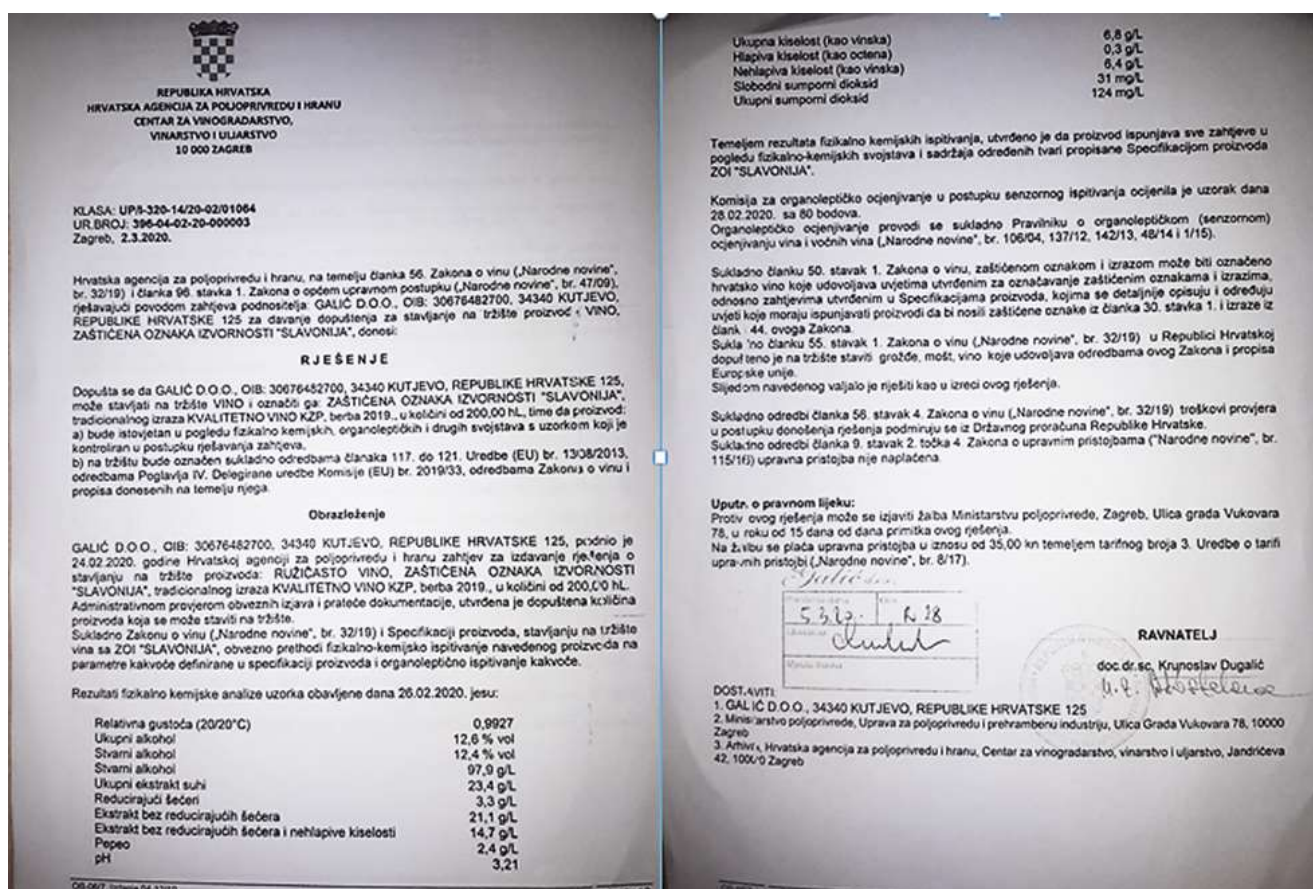 REPUBLIKA HRVATSKA
HRVATSKA AGENCIJA ZA POLJOPRIVREDU I HRANU
CENTAR ZA VINOGRADARSTVO,
VINARSTVO I ULJARSTVO
10 000 ZAGREB
KLASA: UP/I-320-14/20-02/01064
UR.BROJ: 396-04-02-20-000003
Zagreb, 2.3.2020.
Hrvatska agencija za poljoprivredu i hranu, na temelju članka 56. Zakona o vinu („Narodne novine",
br. 32/19) i članka 96. stavka 1. Zakona o općem upravnom postupku („Narodne novine", br. 47/09),
rješavajući povodom zahtjeva podnositelja: GALIĆ D.O.O., OIB: 30676482700, 34340 KUTJEVO,
REPUBLIKE HRVATSKE 125 za davanje dopuštenja za stavljanje na tržište proizvod: VINO,
ZAŠTIĆENA OZNAKA IZVORNOSTI "SLAVONIJA", donosi:
RJEŠENJE
Dopušta se da GALIĆ D.O.O., OIB: 30676482700, 34340 KUTJEVO, REPUBLIKE HRVATSKE 125,
može stavljati na tržište VINO i označiti ga: ZAŠTIĆENA OZNAKA IZVORNOSTI "SLAVONIJA",
tradicionalnog izraza KVALITETNO VINO KZP, berba 2019., u količini od 200,00 hL, time da proizvod:
a) bude istovjetan u pogledu fizikalno kemijskih, organoleptičkih i drugih svojstava s uzorkom koji je
kontroliran u postupku rješavanja zahtjeva.
b) na tržištu bude označen sukladno odredbama članaka 117. do 121. Uredbe (EU) br. 1308/2013,
odredbama Poglavlja IV. Delegirane uredbe Komisije (EU) br. 2019/33, odredbama Zakona o vinu i
propisa donesenih na temelju njega.
Obrazloženje
GALIĆ D.O.O., OIB: 30676482700, 34340 KUTJEVO, REPUBLIKE HRVATSKE 125, podnio je
24.02.2020. godine Hrvatskoj agenciji za poljoprivredu i hranu zahtjev za izdavanje rješenja o
stavljanju na tržište proizvoda: RUŽIČASTO VINO, ZAŠTIĆENA OZNAKA IZVORNOSTI
"SLAVONIJA", tradicionalnog izraza KVALITETNO VINO KZP, berba 2019., u količini od 200,00 hL.
Administrativnom provjerom obveznih izjava i prateće dokumentacije, utvrđena je dopuštena količina
proizvoda koja se može staviti na tržište.
Sukladno Zakonu o vinu („Narodne novine", br. 32/19) i Specifikaciji proizvoda, stavljanju na tržište
vina sa ZOI "SLAVONIJA", obvezno prethodi fizikalno-kemijsko ispitivanje navedenog proizvoda na
parametre kakvoće definirane u specifikaciji proizvoda i organoleptično ispitivanje kakvoće.
Rezultati fizikalno kemijske analize uzorka obavljene dana 26.02.2020. jesu:
Relativna gustoća (20/20°C) 0,9927
Ukupni alkohol 12,6 % vol
Stvarni alkohol 12,4 % vol
Stvarni alkohol 97,9 g/L
Ukupni ekstrakt suhi 23,4 g/L
Reducirajući šećeri 3,3 g/L
Ekstrakt bez reducirajućih šećera 21,1 g/L
Ekstrakt bez reducirajućih šećera i nehlapive kiselosti 14,7 g/L
Pepeo 2,4 g/L
pH 3,21
Ukupna kiselost (kao vinska) 6,8 g/L
Hlapiva kiselost (kao octena) 0,3 g/L
Nehlapiva kiselost (kao vinska) 6,4 g/L
Slobodni sumporni dioksid 31 mg/L
Ukupni sumporni dioksid 124 mg/L
Temeljem rezultata fizikalno kemijskih ispitivanja, utvrđeno je da proizvod ispunjava sve zahtjeve u
pogledu fizikalno-kemijskih svojstava i sadržaja određenih tvari propisane Specifikacijom proizvoda
ZOI "SLAVONIJA".
Komisija za organoleptičko ocjenjivanje u postupku senzornog ispitivanja ocijenila je uzorak dana
28.02.2020. sa 80 bodova.
Organoleptičko ocjenjivanje provodi se sukladno Pravilniku o organoleptičkom (senzornom)
ocjenjivanju vina i voćnih vina („Narodne novine", br. 106/04, 137/12, 142/13, 48/14 i 1/15).
Sukladno članku 50. stavak 1. Zakona o vinu, zaštićenom oznakom i izrazom može biti označeno
hrvatsko vino koje udovoljava uvjetima utvrđenim za označavanje zaštićenim oznakama i izrazima,
odnosno zahtjevima utvrđenim u Specifikacijama proizvoda, kojima se detaljnije opisuju i određuju
uvjeti koje moraju ispunjavati proizvodi da bi nosili zaštićene oznake iz članka 30. stavka 1. i izraze iz
člank 44. ovoga Zakona.
Sukla no članku 55. stavak 1. Zakona o vinu („Narodne novine", br. 32/19) u Republici Hrvatskoj
dopušteno je na tržište staviti grožđe, mošt, vino koje udovoljava odredbama ovog Zakona i propisa
Europske unije.
Slijedom navedenog valjalo je riješiti kao u izreci ovog rješenja.
Sukladno odredbi članka 56. stavak 4. Zakona o vinu („Narodne novine", br. 32/19) troškovi provjera
u postupku donošenja rješenja podmiruju se iz Državnog proračuna Republike Hrvatske.
Sukladno odredbi članka 9. stavak 2. točka 4. Zakona o upravnim pristojbama ("Narodne novine", br.
115/16) upravna pristojba nije naplaćena.
Uputa o pravnom lijeku:
Protiv ovog rješenja može se izjaviti žalba Ministarstvu poljoprivrede, Zagreb, Ulica grada Vukovara
78, u roku od 15 dana od dana primitka ovog rješenja.
Na žalbu se plaća upravna pristojba u iznosu od 35,00 kn temeljem tarifnog broja 3. Uredbe o tarifi
upravnih pristojbi („Narodne novine", br. 8/17).
Galić d.o.o.
5.3.20. R 28
RAVNATELJ
doc.dr.sc. Krunoslav Dugalić
DOSTAVITI:
1. GALIĆ D.O.O., 34340 KUTJEVO, REPUBLIKE HRVATSKE 125
2. Ministarstvo poljoprivrede, Uprava za poljoprivredu i prehrambenu industriju, Ulica Grada Vukovara 78, 10000
Zagreb
3. Arhiva, Hrvatska agencija za poljoprivredu i hranu, Centar za vinogradarstvo, vinarstvo i uljarstvo, Jandrićeva
42, 10000 Zagreb